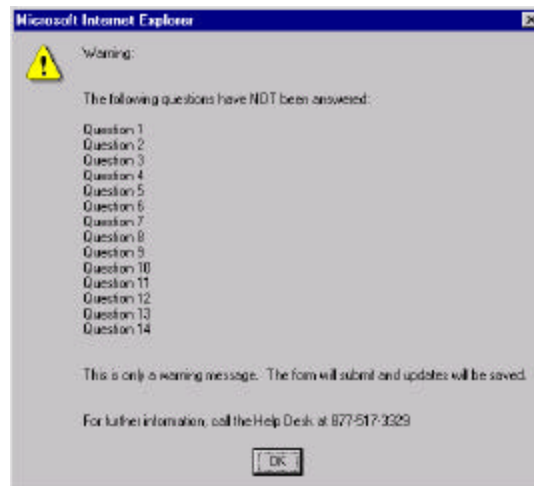 Microsoft Internet Explorer
Warning:
The following questions have NOT been answered:
Question 1
Question 2
Question 3
Question 4
Question 5
Question 6
Question 7
Question 8
Question 9
Question 10
Question 11
Question 12
Question 13
Question 14
This is only a warning message. The form will submit and updates will be saved.
For further information, call the Help Desk at 877-517-3329
OK